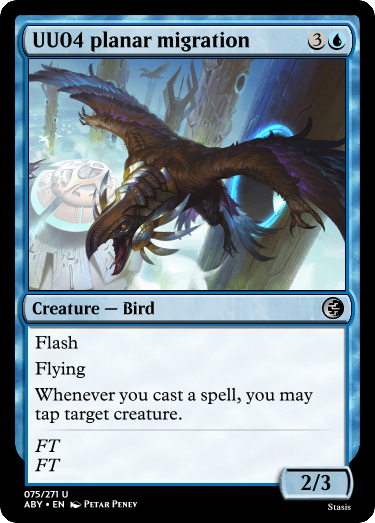 UU04 planar migration 3
Creature — Bird
Flash
Flying
Whenever you cast a spell, you may
tap target creature.
FT
FT
2/3
075/271 U
ABY • EN Petar Penev
Stasis